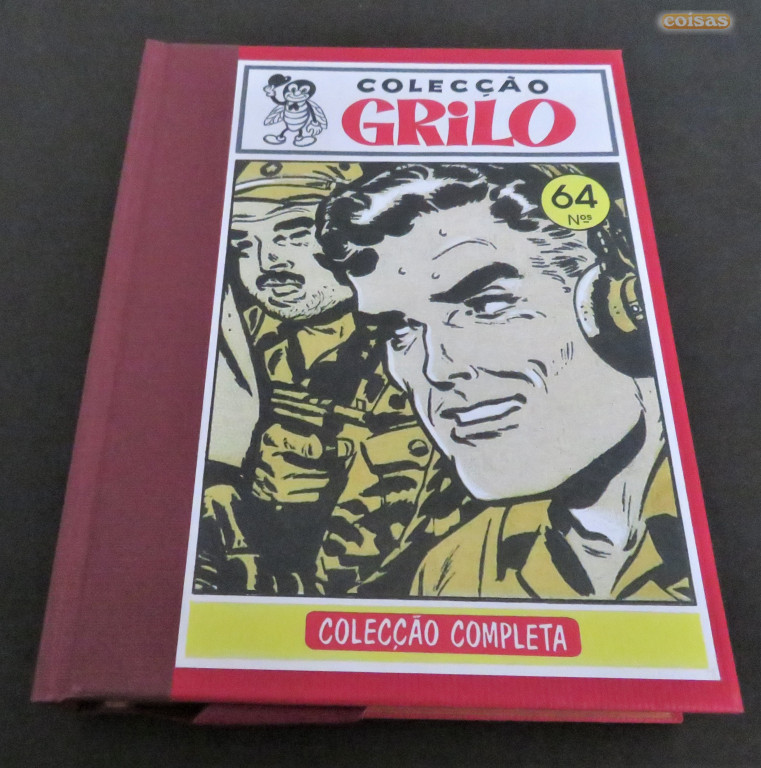 coisas
COLECÇÃO
GRiLO
64
Nºs
COLECÇÃO COMPLETA